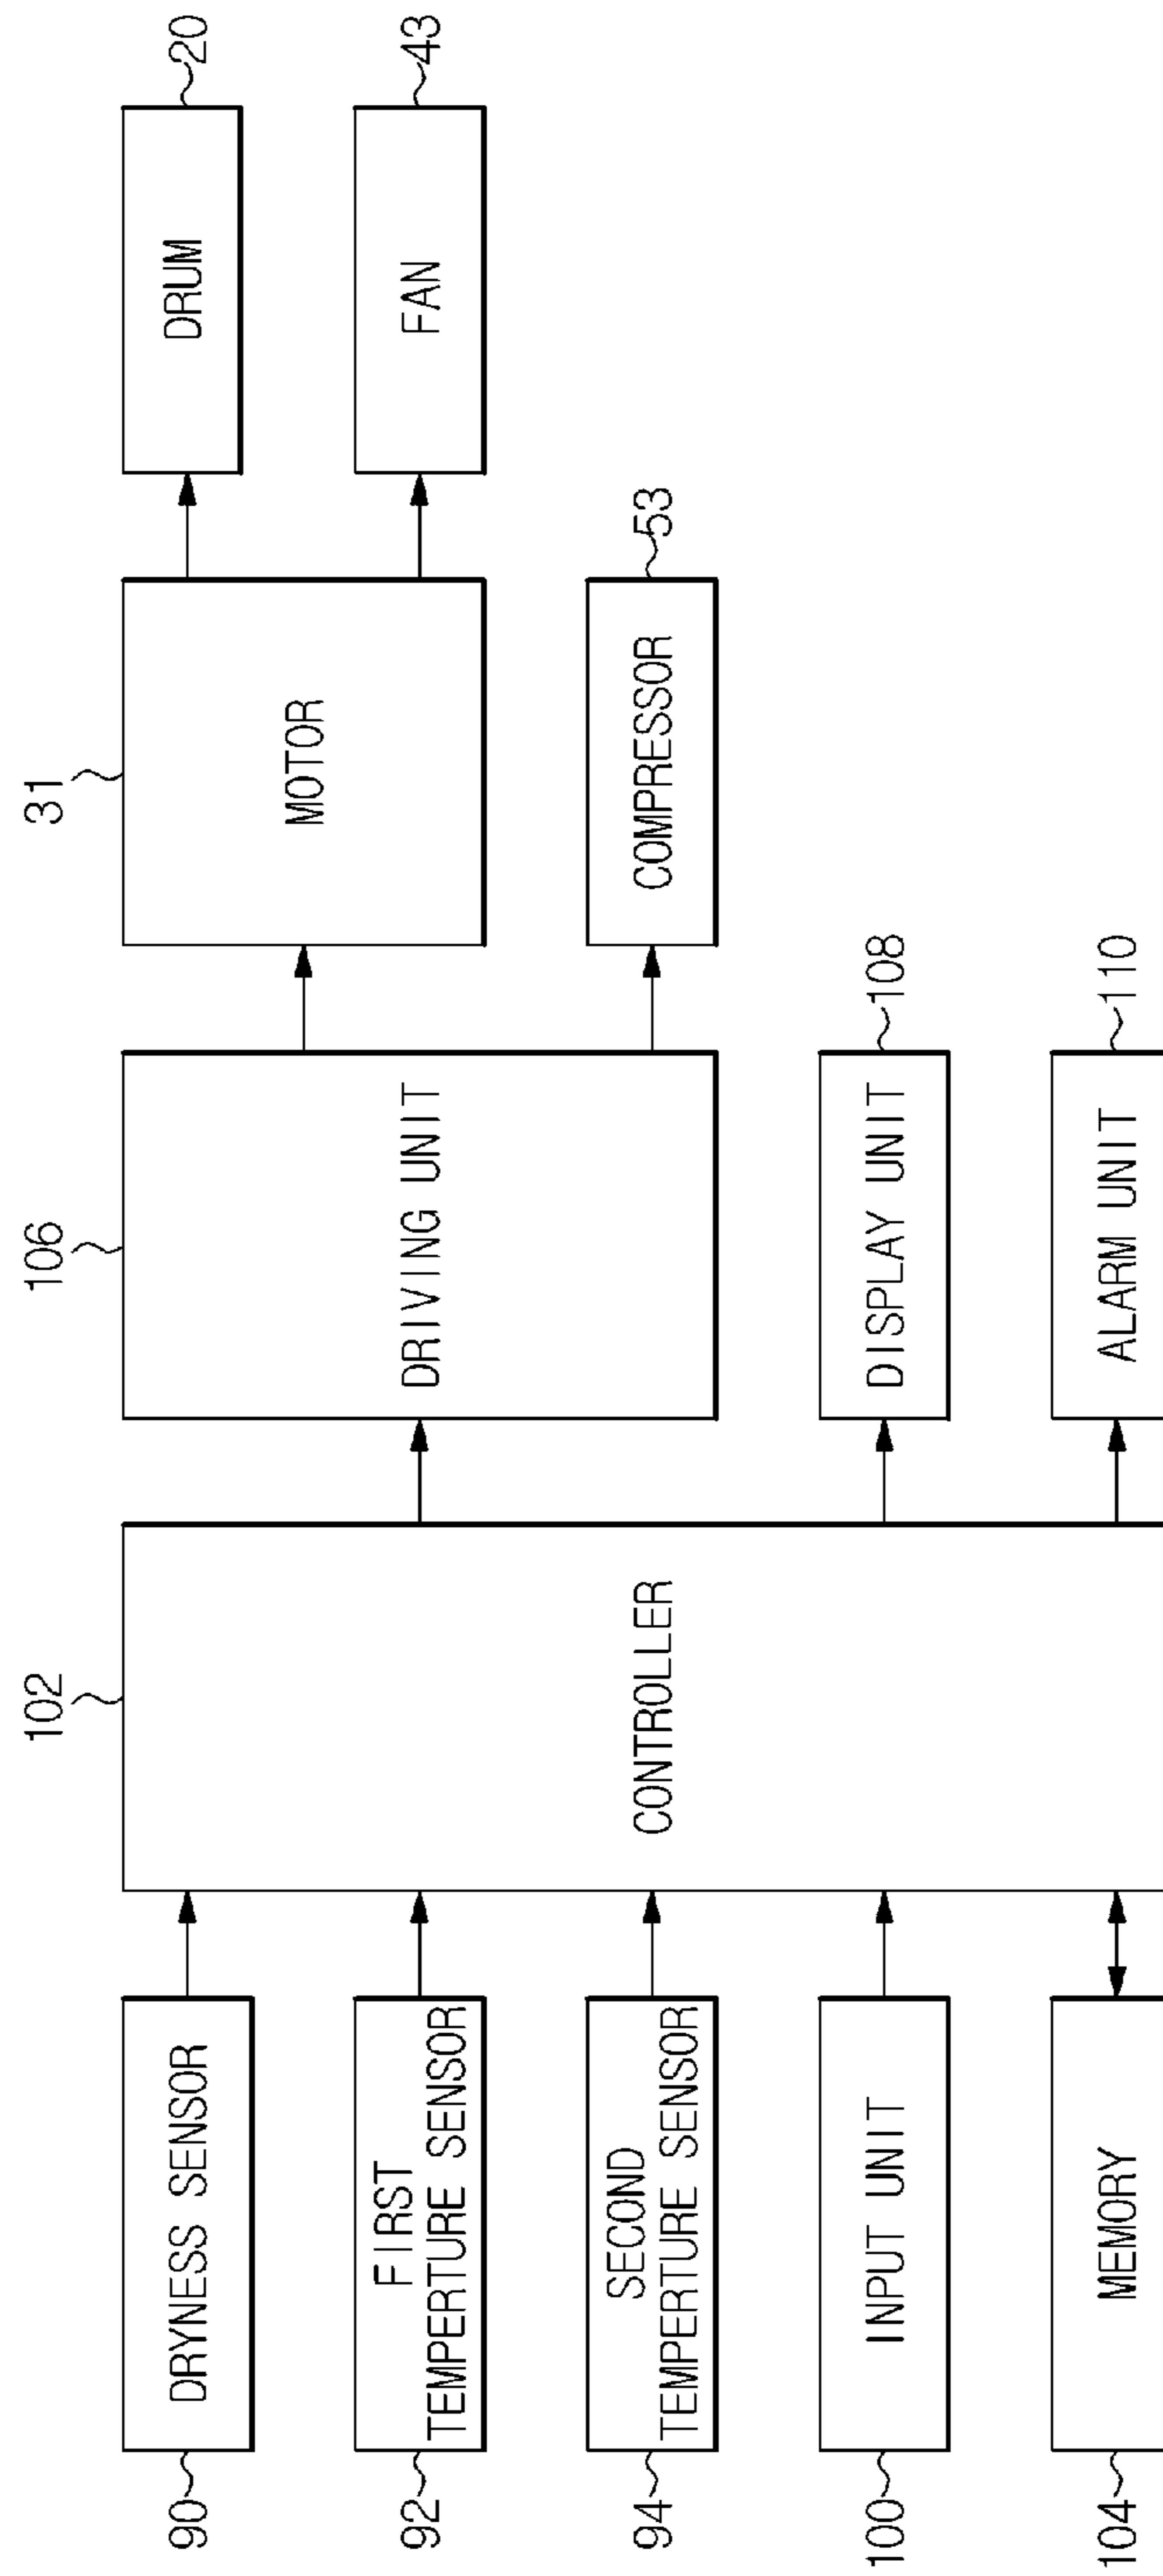 90
DRYNESS SENSOR
92
FIRST
TEMPERTURE SENSOR
94
SECOND
TEMPERTURE SENSOR
100
INPUT UNIT
104
MEMORY
102
CONTROLLER
106
DRIVING UNIT
DISPLAY UNIT
108
ALARM UNIT
110
31
MOTOR
COMPRESSOR
53
DRUM
20
FAN
43